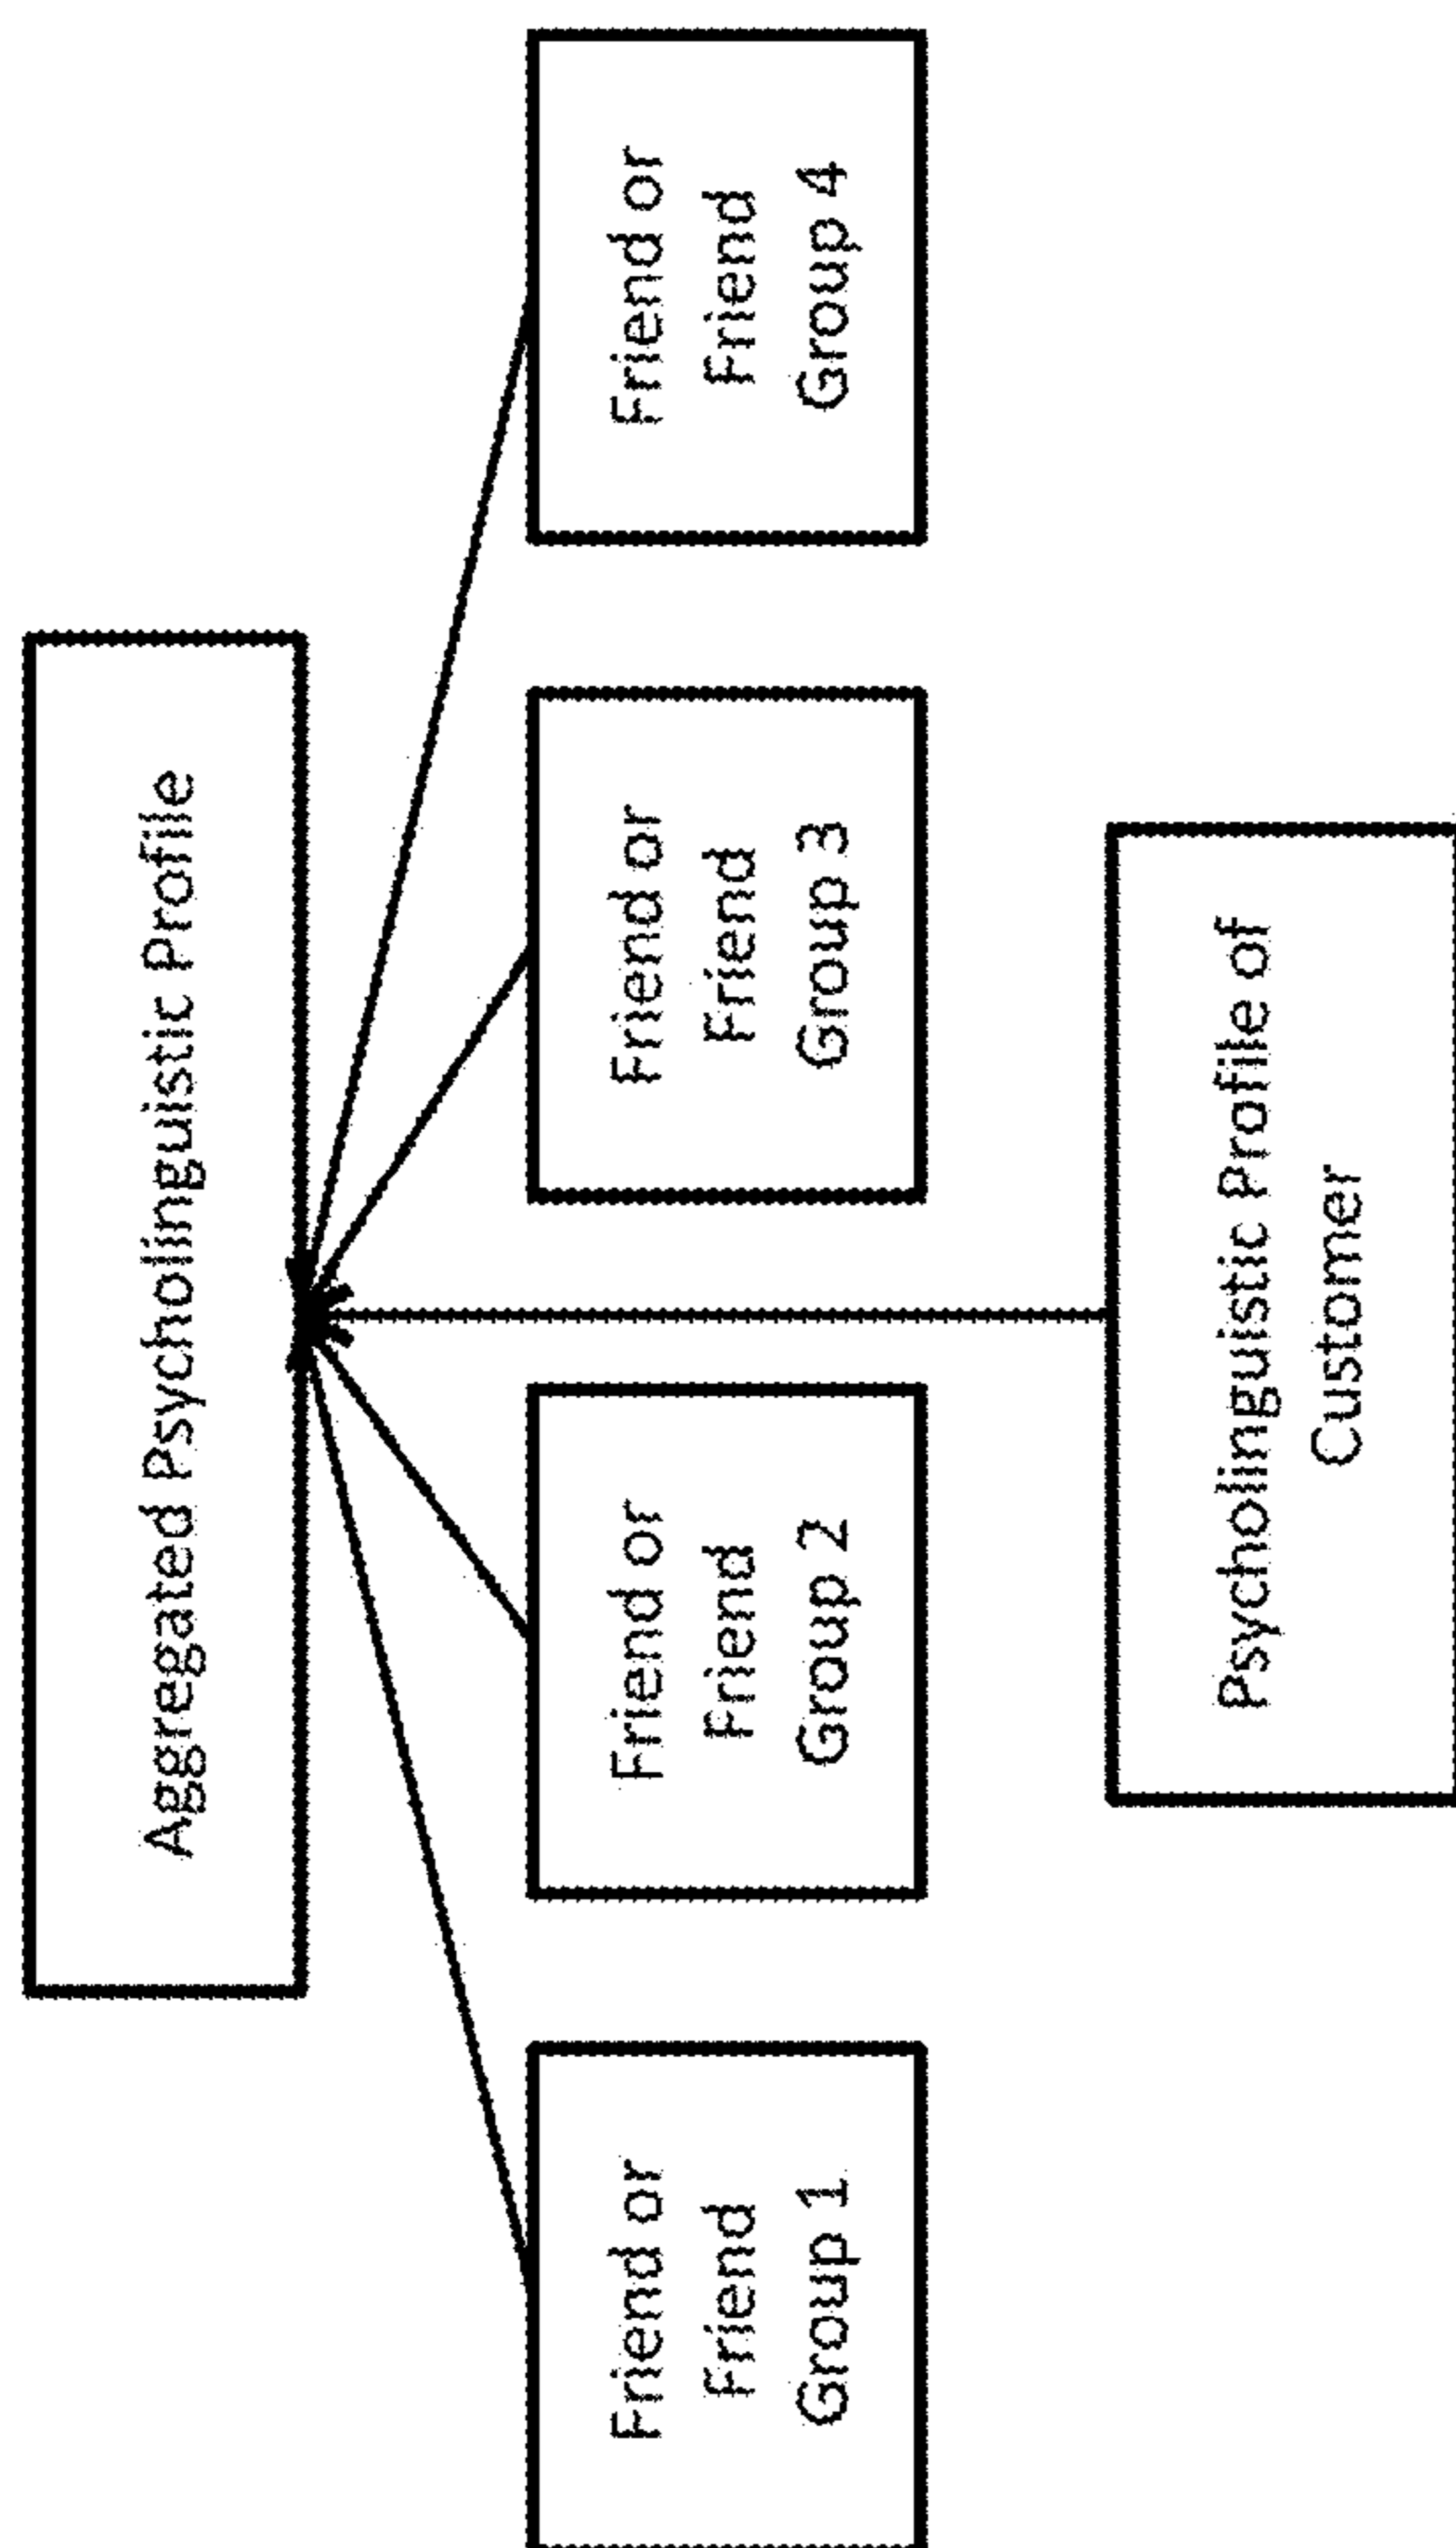 Aggregated Psycholinguistic Profile
Friend or
Friend
Group 1
Friend or
Friend
Group 2
Friend or
Friend
Group 3
Friend or
Friend
Group 4
Psycholinguistic Profile of
Customer